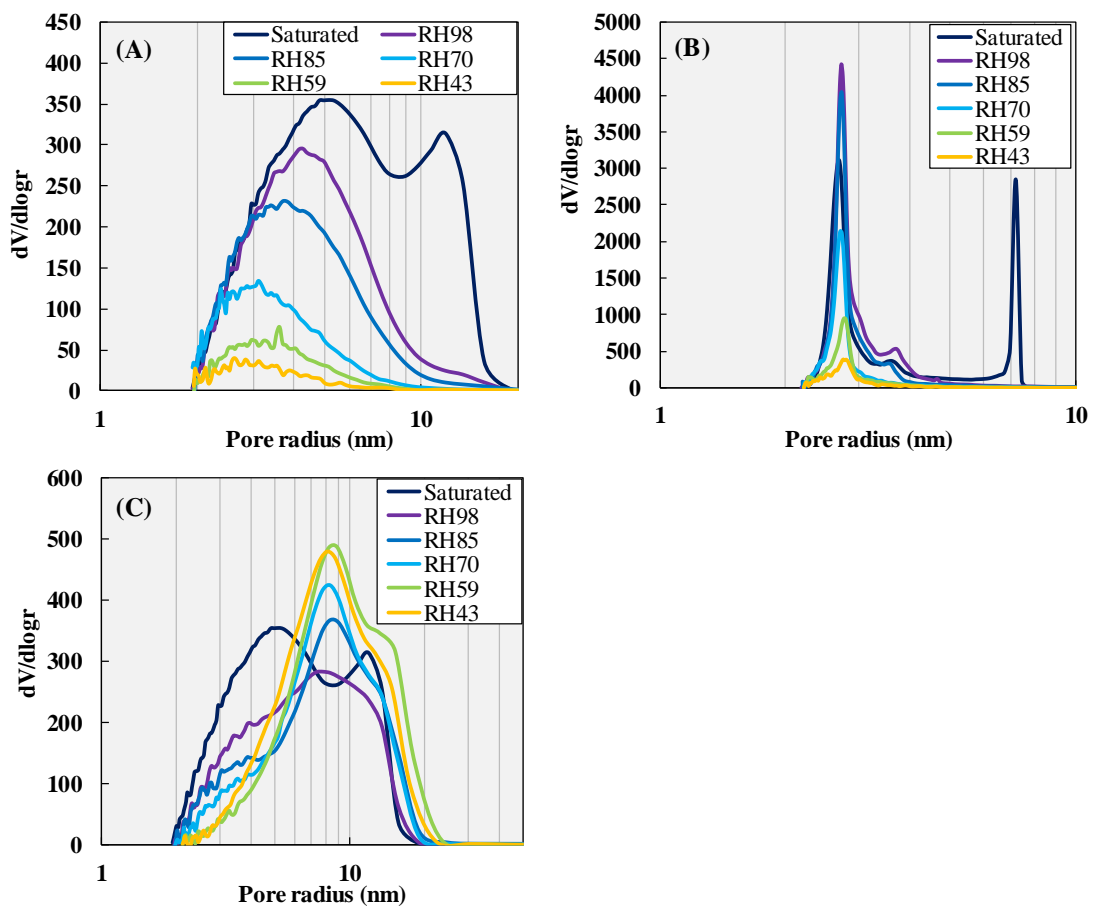 (A)
Saturated RH98
RH85 RH70
RH59 RH43
450
400
350
300
250
200
150
100
50
0
dV/dlogr
1 10
Pore radius (nm)
(B)
Saturated
RH98
RH85
RH70
RH59
RH43
5000
4500
4000
3500
3000
2500
2000
1500
1000
500
0
dV/dlogr
1 10
Pore radius (nm)
(C)
Saturated
RH98
RH85
RH70
RH59
RH43
600
500
400
300
200
100
0
dV/dlogr
1 10
Pore radius (nm)